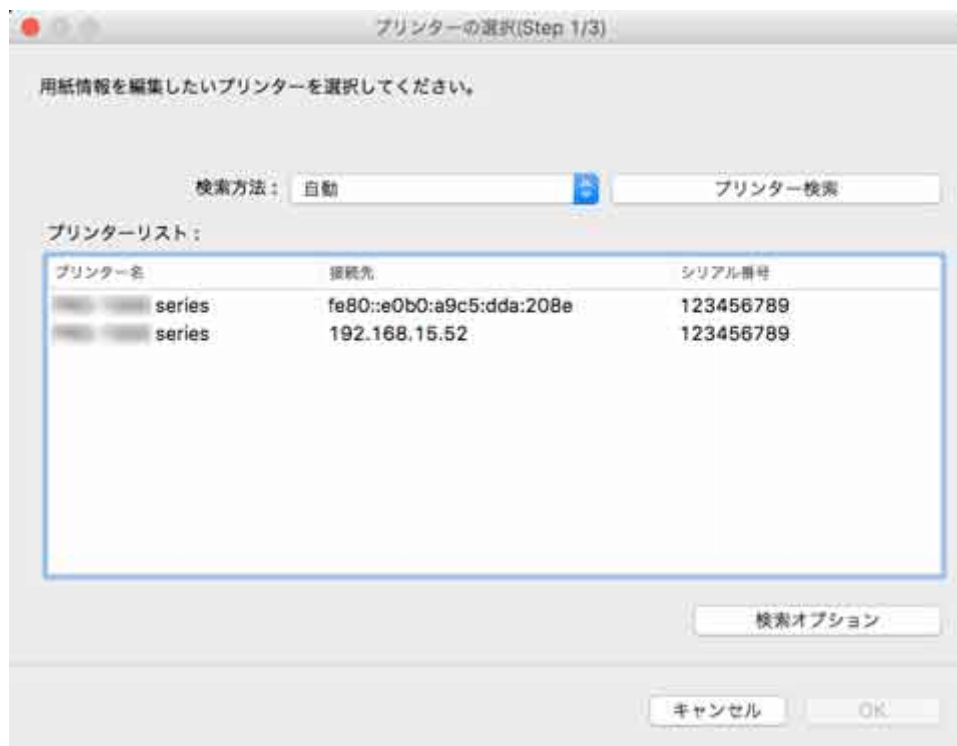 プリンターの選択(Step 1/3)
用紙情報を編集したいプリンターを選択してください。
検索方法： 自動 プリンター検索
プリンターリスト：
プリンター名 接続先 シリアル番号
series fe80::e0b0:a9c5:dda:208e 123456789
series 192.168.15.52 123456789
検索オプション
キャンセル OK